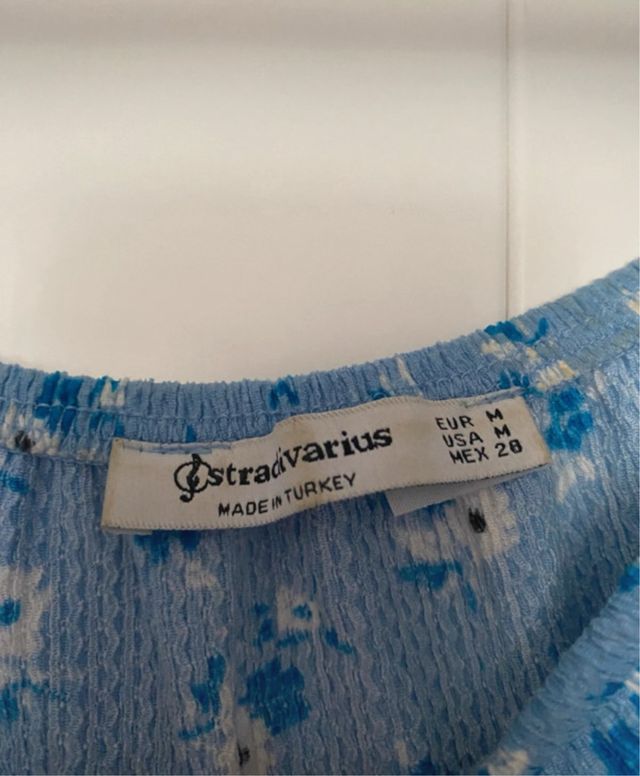 stradivarius
MADE IN TURKEY
EUR M
USA M
MEX 28